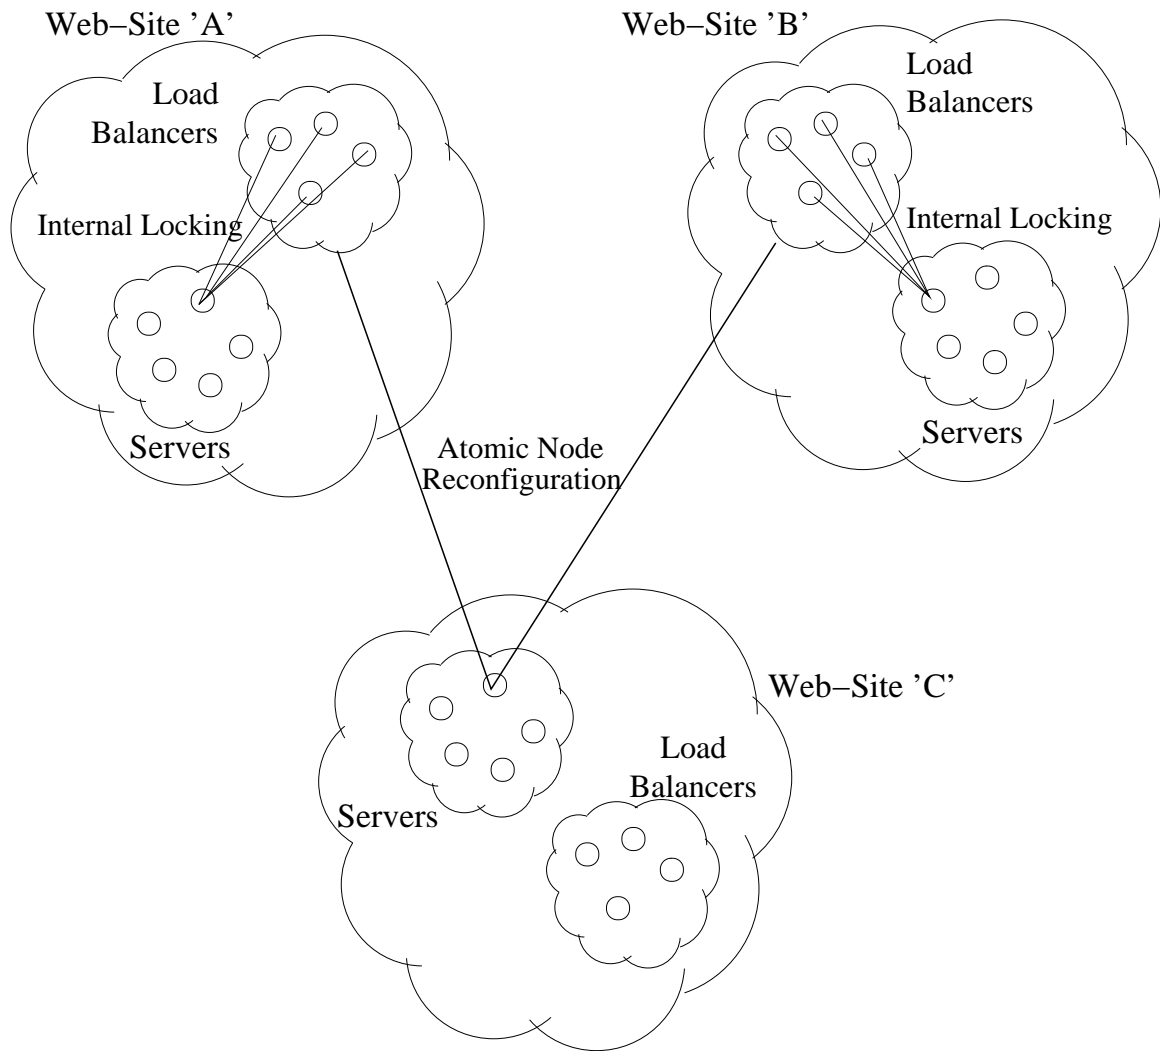 Web–Site ’A’
Web–Site ’B’
Load
Balancers
Load
Balancers
Internal Locking
Internal Locking
Servers
Servers
Atomic Node
Reconfiguration
Web–Site ’C’
Load
Balancers
Servers